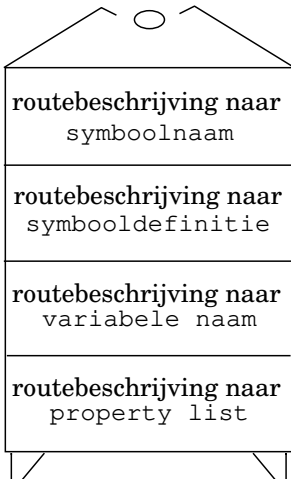 routebeschrijving naar
symboolnaam
routebeschrijving naar
symbooldefinitie
routebeschrijving naar
variabele naam
routebeschrijving naar
property list